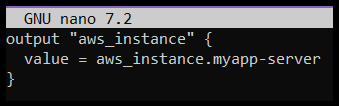 GNU nano 7.2
output "aws_instance" {
  value = aws_instance.myapp-server
}